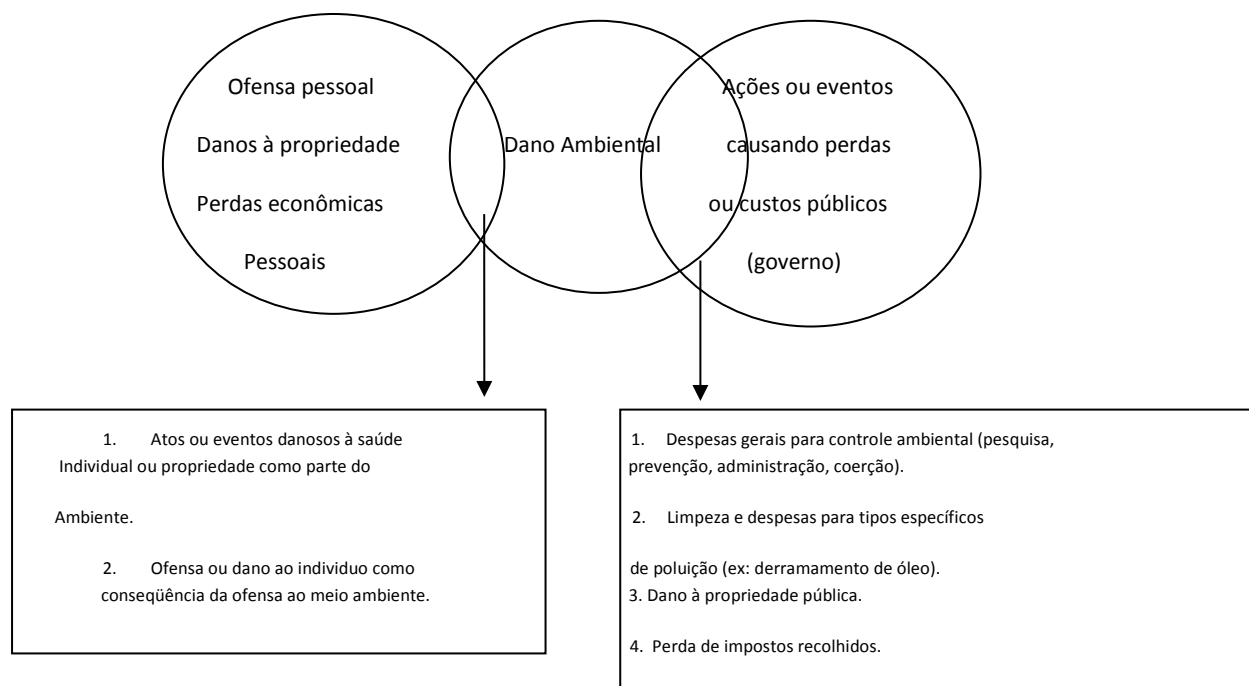 Ofensa pessoal
Danos à propriedade
Perdas econômicas
Pessoais
Dano Ambiental
Ações ou eventos
causando perdas
ou custos públicos
(governo)
1. Atos ou eventos danosos à saúde
Individual ou propriedade como parte do
Ambiente.
2. Ofensa ou dano ao individuo como
conseqüência da ofensa ao meio ambiente.
1. Despesas gerais para controle ambiental (pesquisa,
prevenção, administração, coerção).
2. Limpeza e despesas para tipos específicos
de poluição (ex: derramamento de óleo).
3. Dano à propriedade pública.
4. Perda de impostos recolhidos.